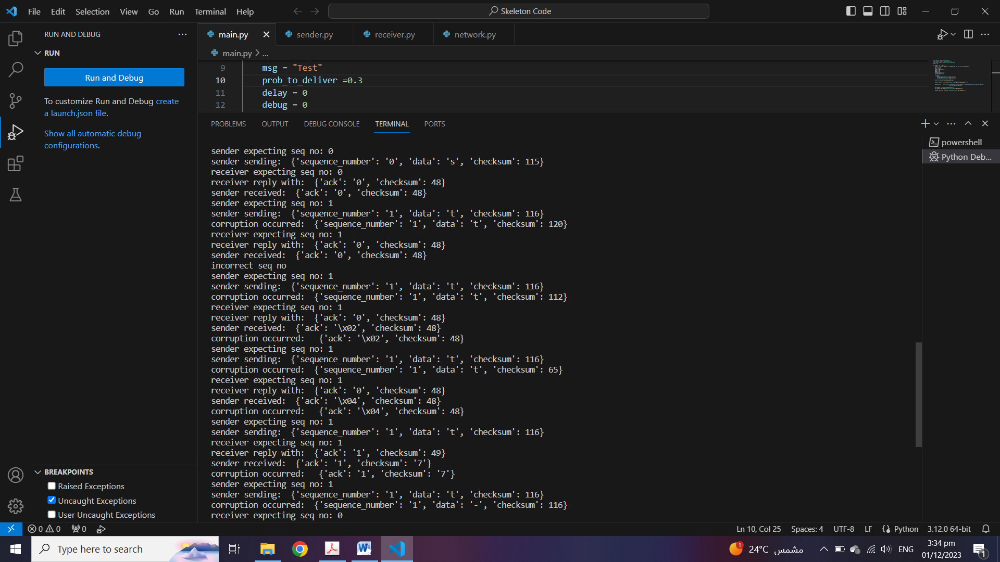 File Edit Selection View Go Run Terminal Help
Skeleton Code
RUN AND DEBUG
RUN
Run and Debug
To customize Run and Debug create
a launch.json file.
Show all automatic debug
configurations.
BREAKPOINTS
Raised Exceptions
Uncaught Exceptions
User Uncaught Exceptions
main.py sender.py receiver.py network.py
main.py > ...
9 msg = "Test"
10 prob_to_deliver =0.3
11 delay = 0
12 debug = 0
PROBLEMS OUTPUT DEBUG CONSOLE TERMINAL PORTS
powershell
Python Deb...
sender expecting seq no: 0
sender sending:  {'sequence_number': '0', 'data': 's', 'checksum': 115}
receiver expecting seq no: 0
receiver reply with:  {'ack': '0', 'checksum': 48}
sender received:  {'ack': '0', 'checksum': 48}
sender expecting seq no: 1
sender sending:  {'sequence_number': '1', 'data': 't', 'checksum': 116}
corruption occurred:  {'sequence_number': '1', 'data': 't', 'checksum': 120}
receiver expecting seq no: 1
receiver reply with:  {'ack': '0', 'checksum': 48}
sender received:  {'ack': '0', 'checksum': 48}
incorrect seq no
sender expecting seq no: 1
sender sending:  {'sequence_number': '1', 'data': 't', 'checksum': 116}
corruption occurred:  {'sequence_number': '1', 'data': 't', 'checksum': 112}
receiver expecting seq no: 1
receiver reply with:  {'ack': '0', 'checksum': 48}
sender received:  {'ack': '\x02', 'checksum': 48}
corruption occurred:   {'ack': '\x02', 'checksum': 48}
sender expecting seq no: 1
sender sending:  {'sequence_number': '1', 'data': 't', 'checksum': 116}
corruption occurred:  {'sequence_number': '1', 'data': 't', 'checksum': 65}
receiver expecting seq no: 1
receiver reply with:  {'ack': '0', 'checksum': 48}
sender received:  {'ack': '\x04', 'checksum': 48}
corruption occurred:   {'ack': '\x04', 'checksum': 48}
sender expecting seq no: 1
sender sending:  {'sequence_number': '1', 'data': 't', 'checksum': 116}
receiver expecting seq no: 1
receiver reply with:  {'ack': '1', 'checksum': 49}
sender received:  {'ack': '1', 'checksum': '7'}
corruption occurred:   {'ack': '1', 'checksum': '7'}
sender expecting seq no: 1
sender sending:  {'sequence_number': '1', 'data': 't', 'checksum': 116}
corruption occurred:  {'sequence_number': '1', 'data': '-', 'checksum': 116}
receiver expecting seq no: 0
0 0 0 Ln 10, Col 25 Spaces: 4 UTF-8 LF Python 3.12.0 64-bit
Type here to search
1 24°C مشمس ENG
3:34 pm
01/12/2023
1